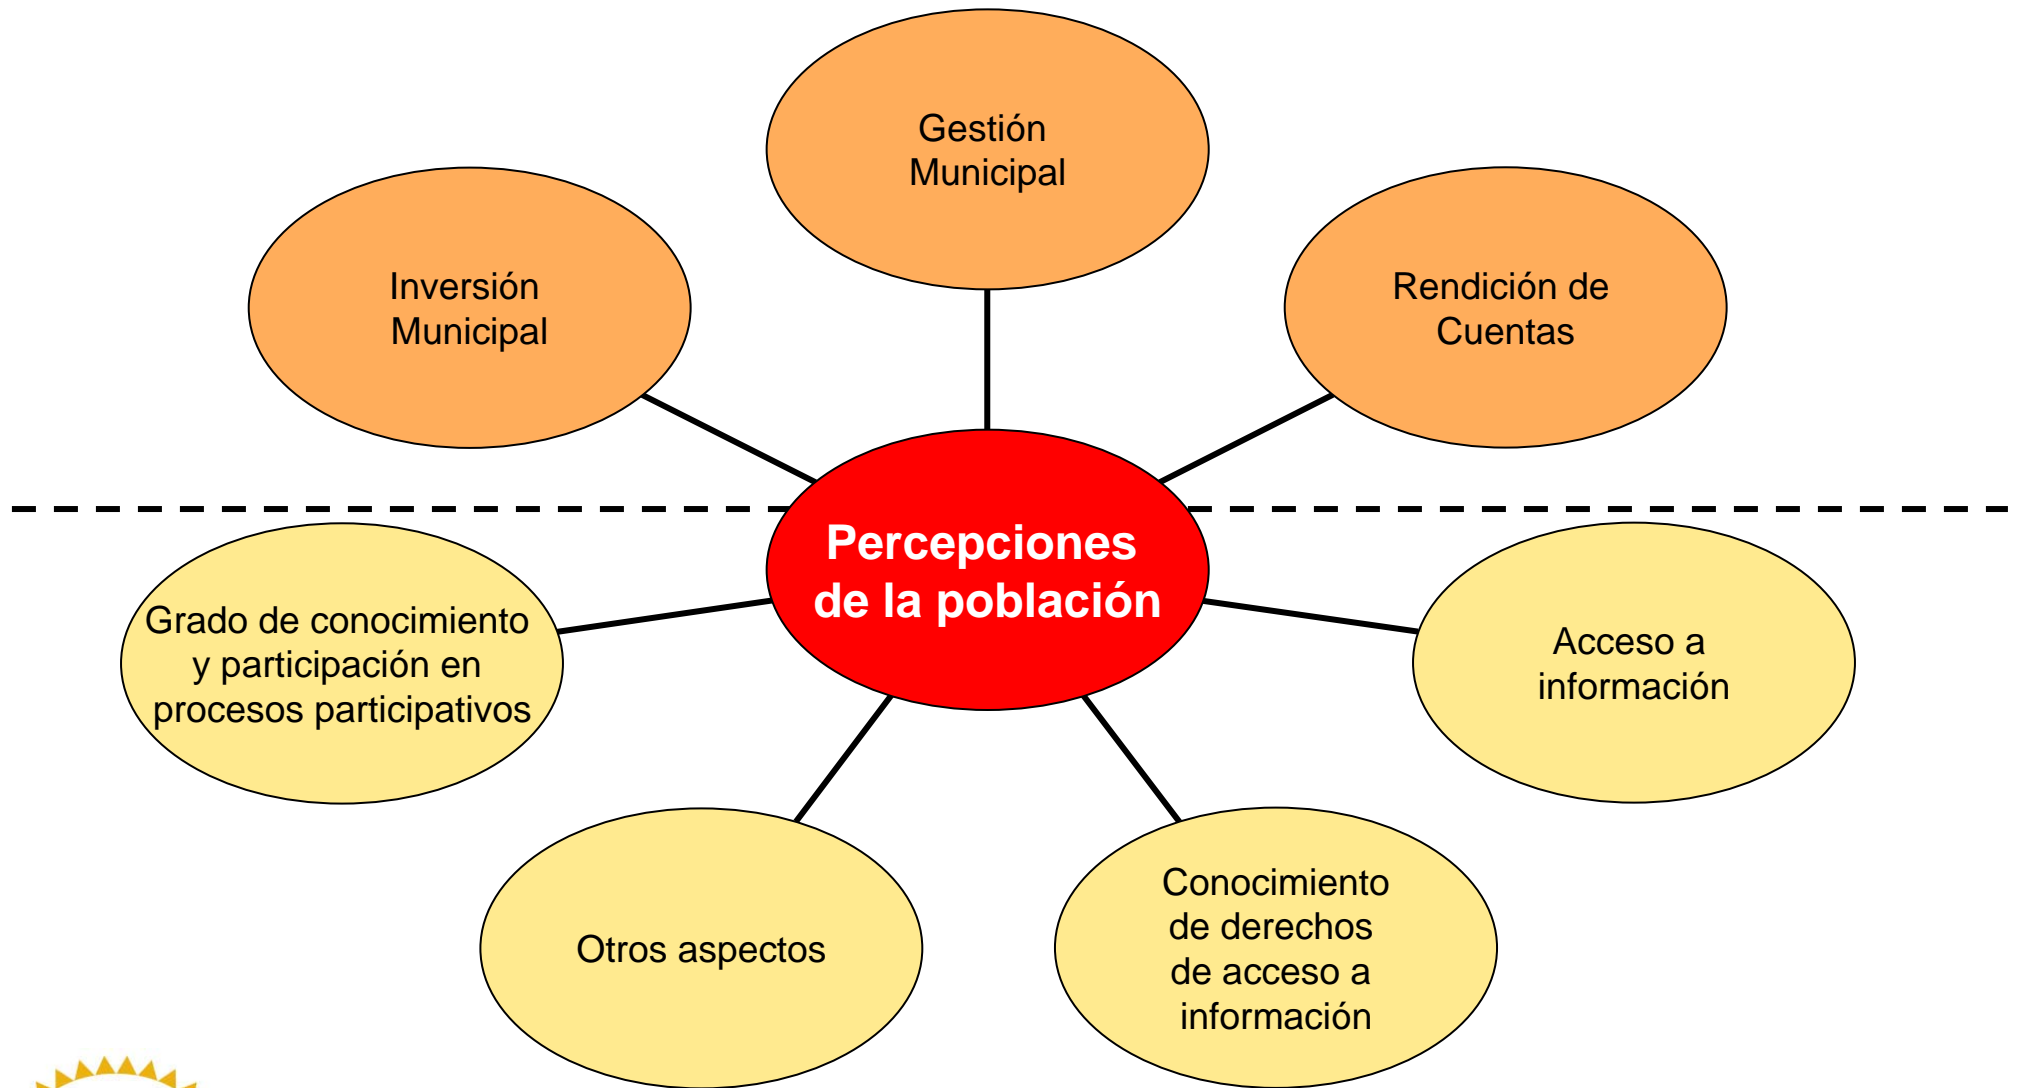 Gestión
Municipal
Inversión
Municipal
Rendición de
Cuentas
Percepciones
de la población
Grado de conocimiento
y participación en
procesos participativos
Acceso a
información
Otros aspectos
Conocimiento
de derechos
de acceso a
información